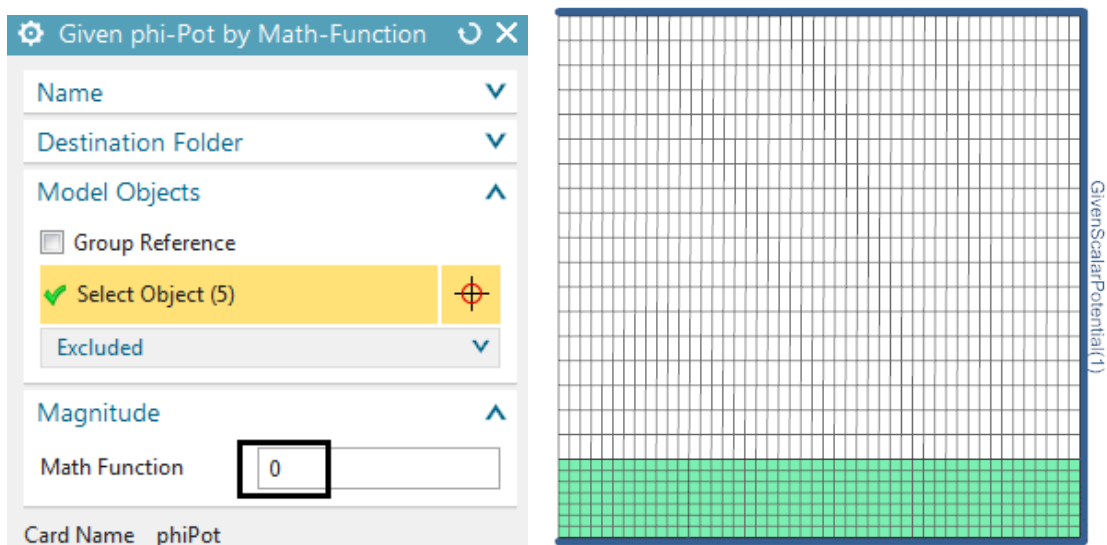 Given phi-Pot by Math-Function
Name
Destination Folder
Model Objects
Group Reference
Select Object (5)
Excluded
Magnitude
Math Function 0
Card Name phiPot
GivenScalarPotential(1)